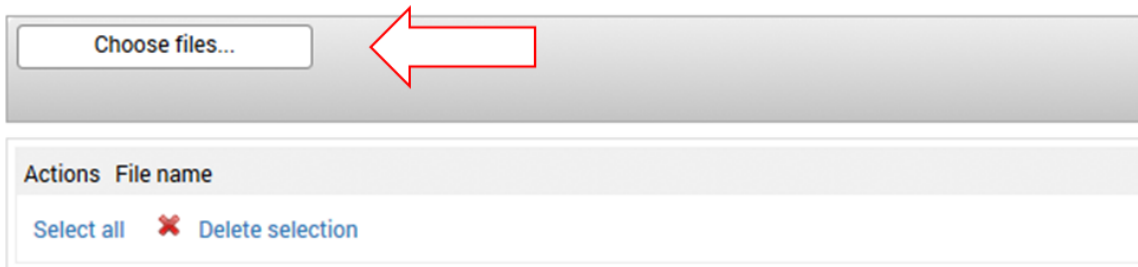 Choose files...
Actions File name
Select all Delete selection